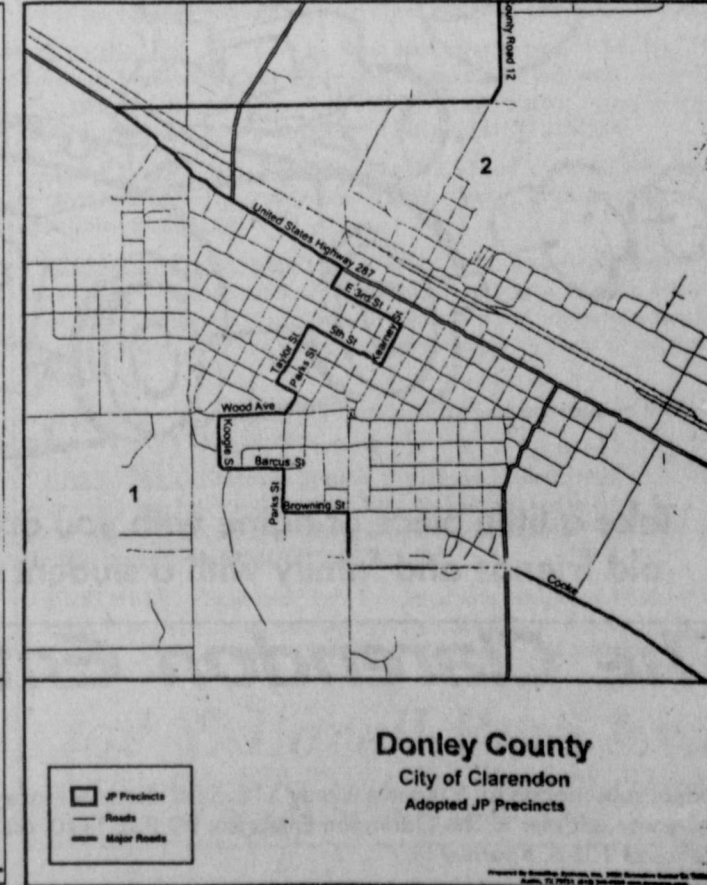 County Road 12
2
United States Highway 287
E 3rd St
5th St
Kearney St
Taylor St
Parks St
Wood Ave
Koogle S
Barcus St
1
Parks St
Browning St
Cooke
Donley County
City of Clarendon
Adopted JP Precincts
JP Precincts
Roads
Major Roads